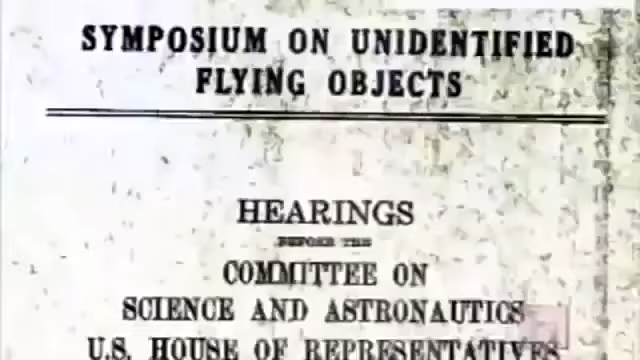 SYMPOSIUM ON UNIDENTIFIED
FLYING OBJECTS
HEARINGS
BEFORE THE
COMMITTEE ON
SCIENCE AND ASTRONAUTICS
U.S. HOUSE OF REPRESENTATIVES